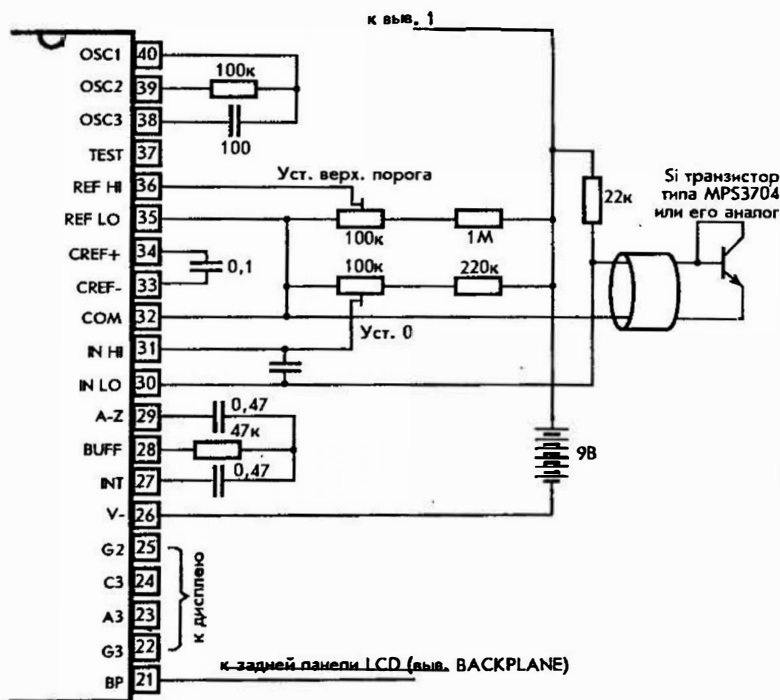 к выв. 1
OSC1 40
OSC2 39
100к
OSC3 38
100
TEST 37
REF HI 36
Уст. верх. порога
REF LO 35
100к
1М
22к
Si транзистор
типа MPS3704
или его аналог
CREF+ 34
0,1
CREF- 33
100к
220к
COM 32
Уст. 0
IN HI 31
IN LO 30
A-Z 29
0,47
BUFF 28
47к
INT 27
0,47
9В
V- 26
G2 25
C3 24
A3 23
G3 22
к дисплею
к задней панели LCD (выв. BACKPLANE)
BP 21